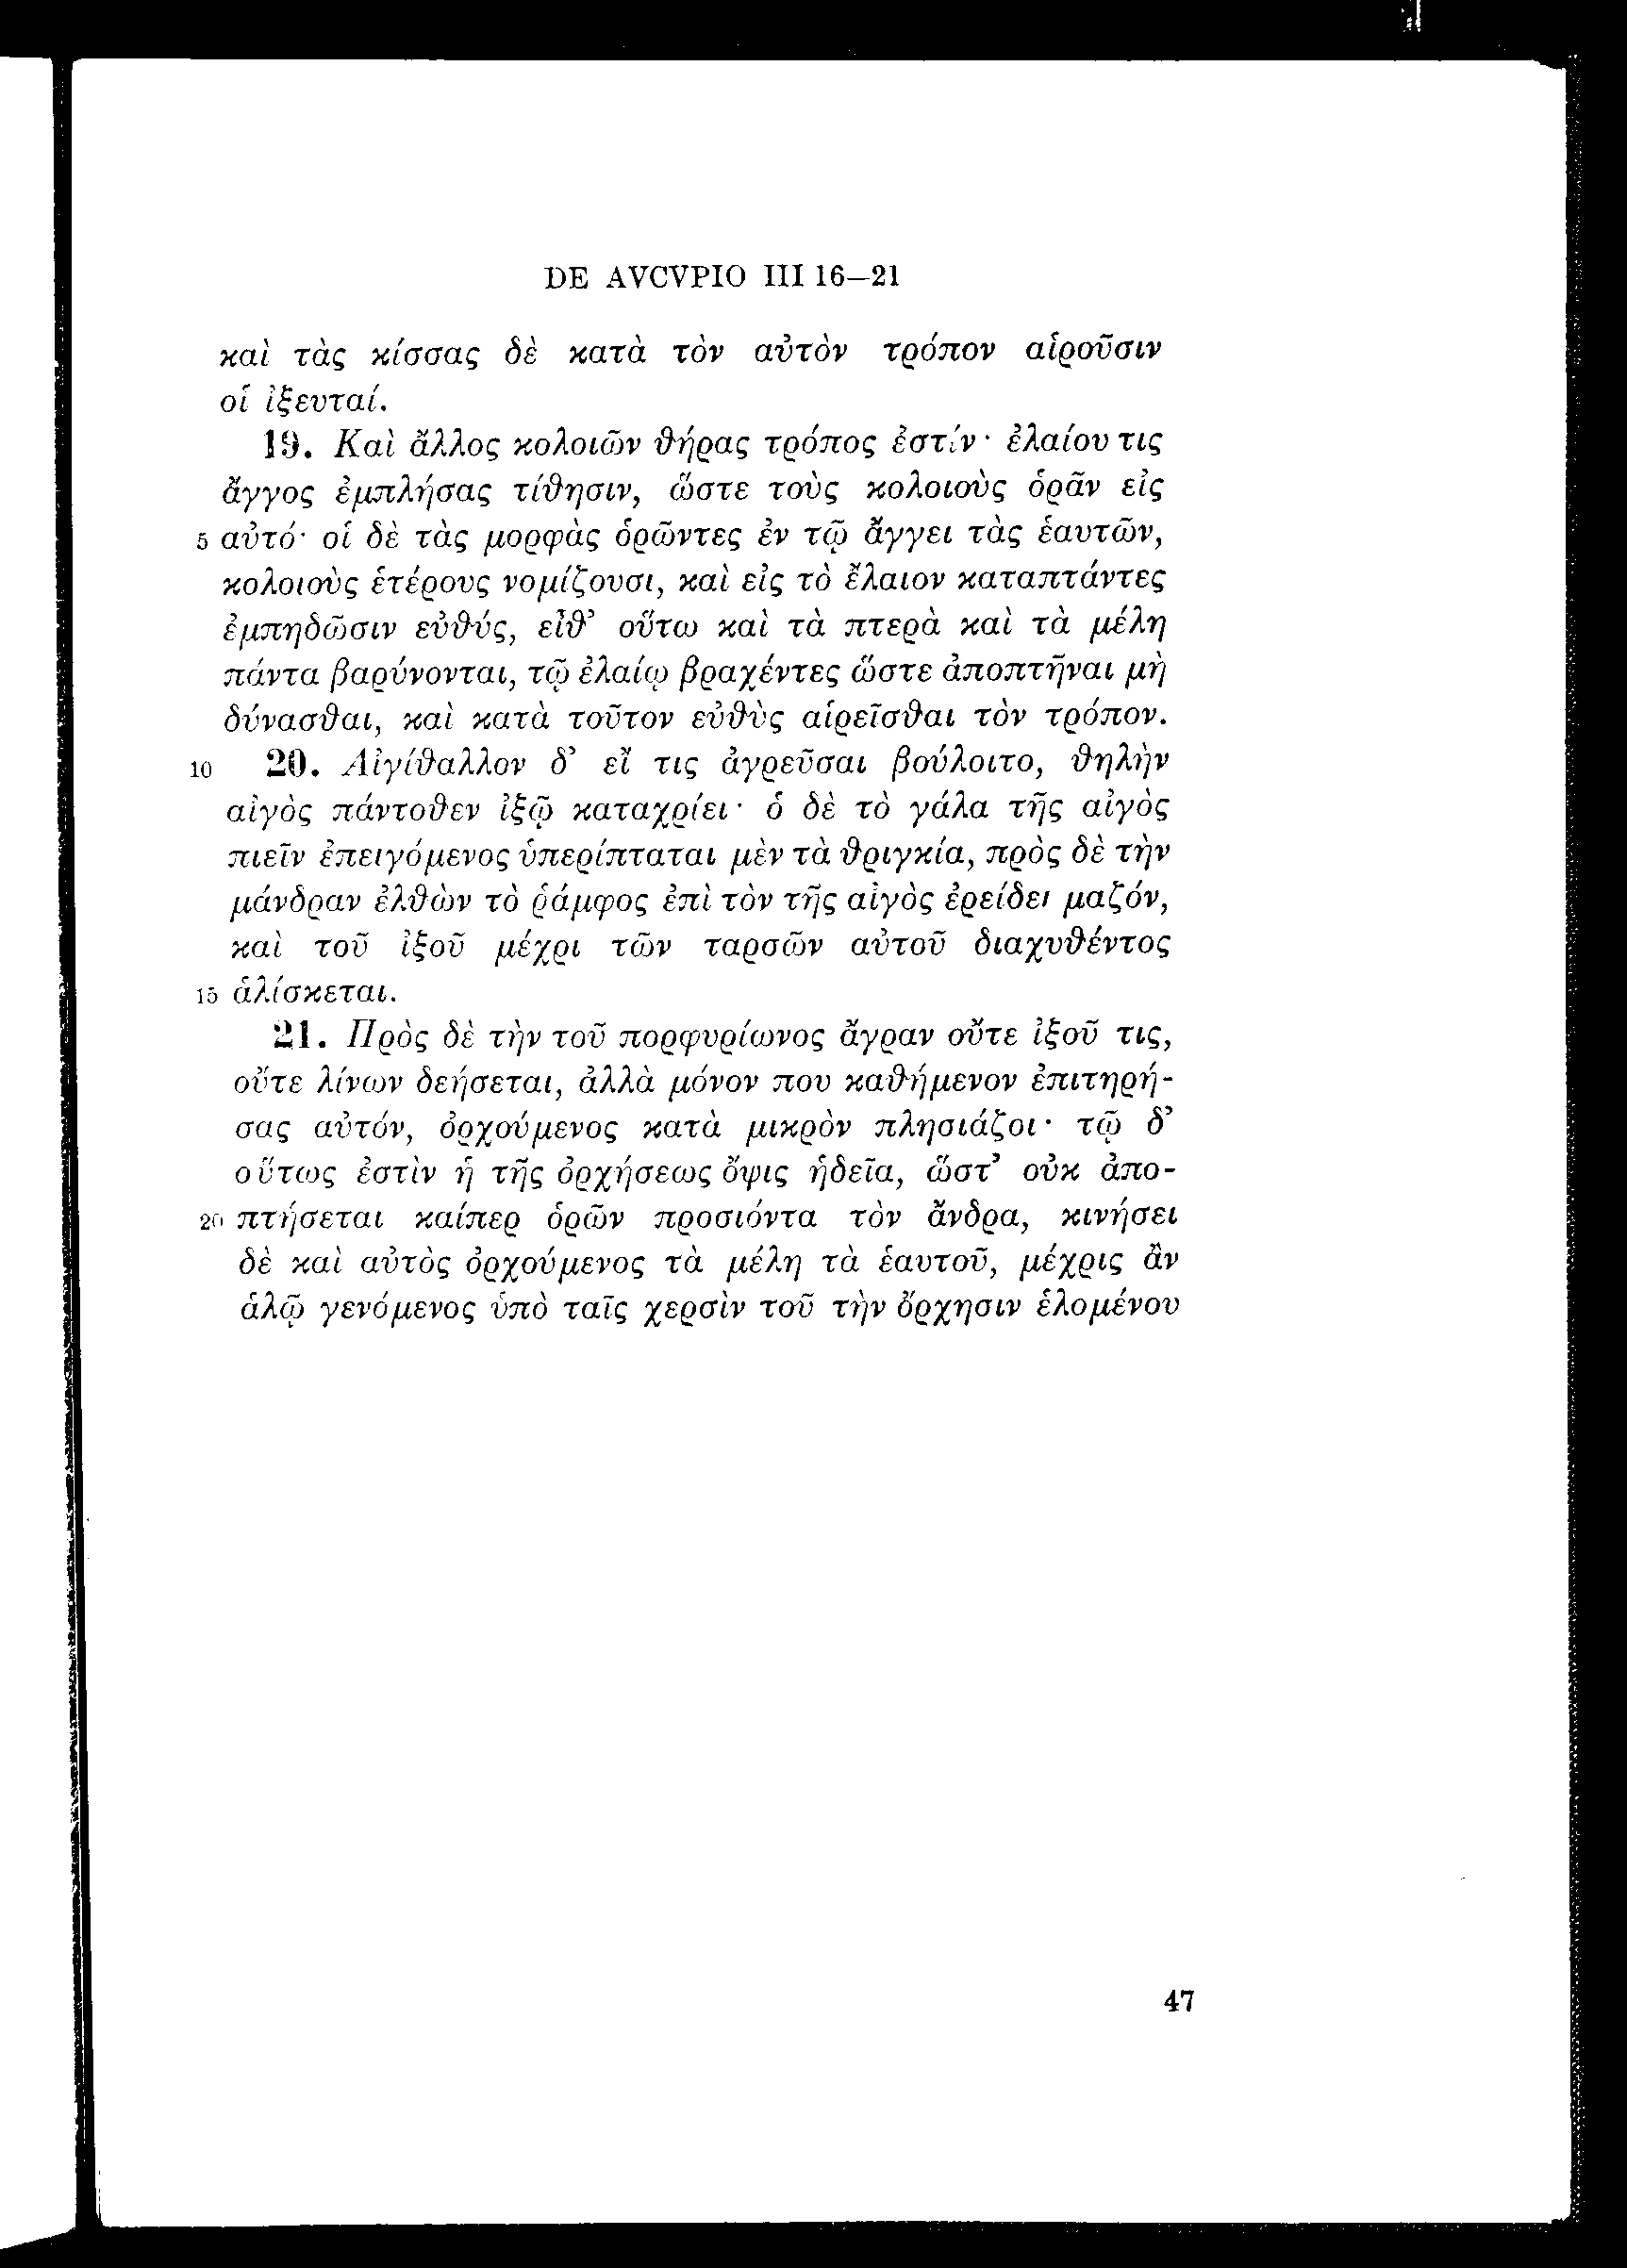 DE AVCVPIO III 16–21
καὶ τὰς κίσσας δὲ κατὰ τὸν αὐτὸν τρόπον αἱροῦσιν
οἱ ἰξευταί.
19. Καὶ ἄλλος κολοιῶν θήρας τρόπος ἐστίν· ἐλαίου τις
ἄγγος ἐμπλήσας τίθησιν, ὥστε τοὺς κολοιοὺς ὁρᾶν εἰς
5 αὐτό· οἱ δὲ τὰς μορφὰς ὁρῶντες ἐν τῷ ἄγγει τὰς ἑαυτῶν,
κολοιοὺς ἑτέρους νομίζουσι, καὶ εἰς τὸ ἔλαιον καταπτάντες
ἐμπηδῶσιν εὐθύς, εἶθ’ οὕτω καὶ τὰ πτερὰ καὶ τὰ μέλη
πάντα βαρύνονται, τῷ ἐλαίῳ βραχέντες ὥστε ἀποπτῆναι μὴ
δύνασθαι, καὶ κατὰ τοῦτον εὐθὺς αἱρεῖσθαι τὸν τρόπον.
10 20. Αἰγίθαλλον δ’ εἴ τις ἀγρεῦσαι βούλοιτο, θηλὴν
αἰγὸς πάντοθεν ἰξῷ καταχρίει· ὁ δὲ τὸ γάλα τῆς αἰγὸς
πιεῖν ἐπειγόμενος ὑπερίπταται μὲν τὰ θριγκία, πρὸς δὲ τὴν
μάνδραν ἐλθὼν τὸ ῥάμφος ἐπὶ τὸν τῆς αἰγὸς ἐρείδει μαζόν,
καὶ τοῦ ἰξοῦ μέχρι τῶν ταρσῶν αὐτοῦ διαχυθέντος
15 ἁλίσκεται.
21. Πρὸς δὲ τὴν τοῦ πορφυρίωνος ἄγραν οὔτε ἰξοῦ τις,
οὔτε λίνων δεήσεται, ἀλλὰ μόνον που καθήμενον ἐπιτηρή-
σας αὐτόν, ὀρχούμενος κατὰ μικρὸν πλησιάζοι· τῷ δ’
οὕτως ἐστὶν ἡ τῆς ὀρχήσεως ὄψις ἡδεῖα, ὥστ’ οὐκ ἀπο-
20 πτήσεται καίπερ ὁρῶν προσιόντα τὸν ἄνδρα, κινήσει
δὲ καὶ αὐτὸς ὀρχούμενος τὰ μέλη τὰ ἑαυτοῦ, μέχρις ἂν
ἁλῷ γενόμενος ὑπὸ ταῖς χερσὶν τοῦ τὴν ὄρχησιν ἑλομένου
47